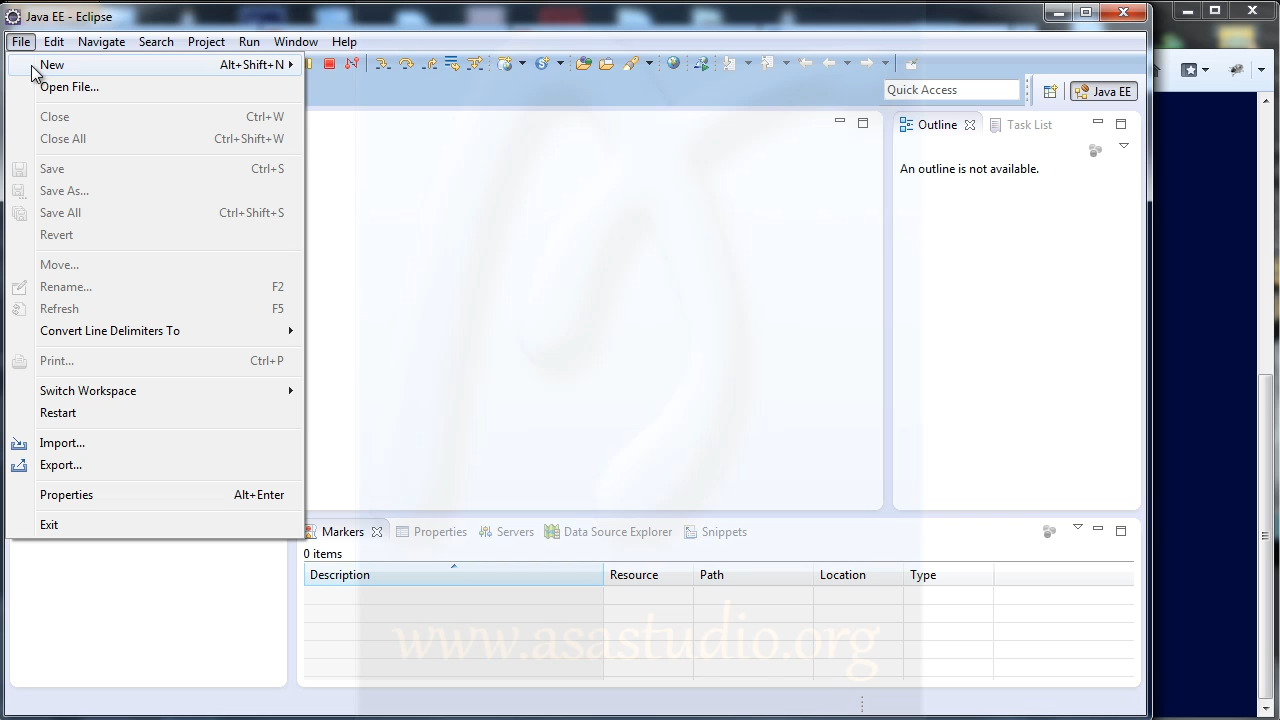 Java EE - Eclipse
File Edit Navigate Search Project Run Window Help
New Alt+Shift+N
Open File...
Close Ctrl+W
Close All Ctrl+Shift+W
Save Ctrl+S
Save As...
Save All Ctrl+Shift+S
Revert
Move...
Rename... F2
Refresh F5
Convert Line Delimiters To
Print... Ctrl+P
Switch Workspace
Restart
Import...
Export...
Properties Alt+Enter
Exit
Quick Access
Java EE
Outline Task List
An outline is not available.
Markers Properties Servers Data Source Explorer Snippets
0 items
Description Resource Path Location Type
www.asastudio.org